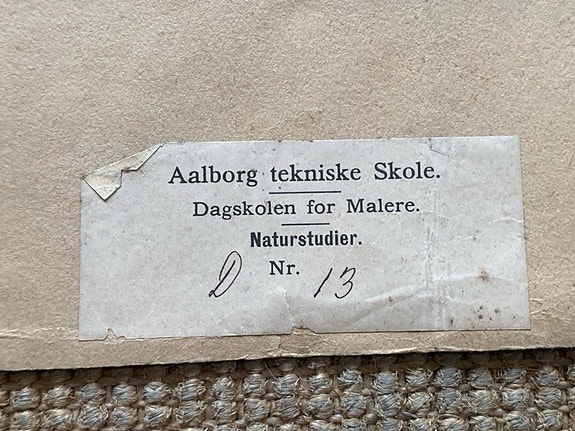 Aalborg tekniske Skole.
Dagskolen for Malere.
Naturstudier.
D Nr. 13